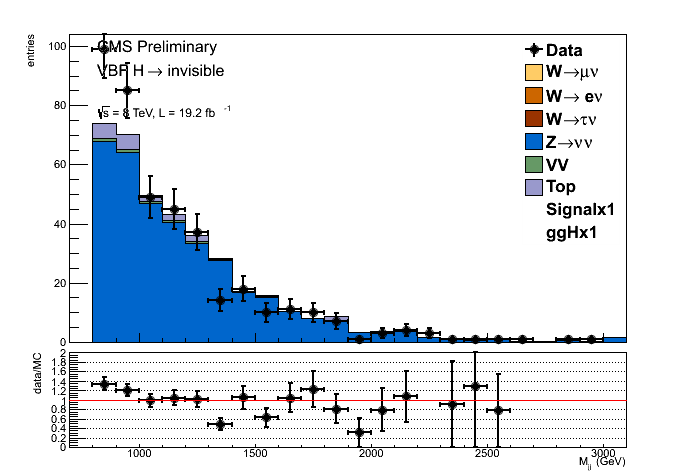 entries
100
80
60
40
20
0
CMS Preliminary
VBF H → invisible
√s = 8 TeV, L = 19.2 fb⁻¹
Data
W→μν
W→ eν
W→τν
Z→νν
VV
Top
Signalx1
ggHx1
data/MC
2
1.8
1.6
1.4
1.2
1
0.8
0.6
0.4
0.2
0
1000 1500 2000 2500 3000
M_jj (GeV)